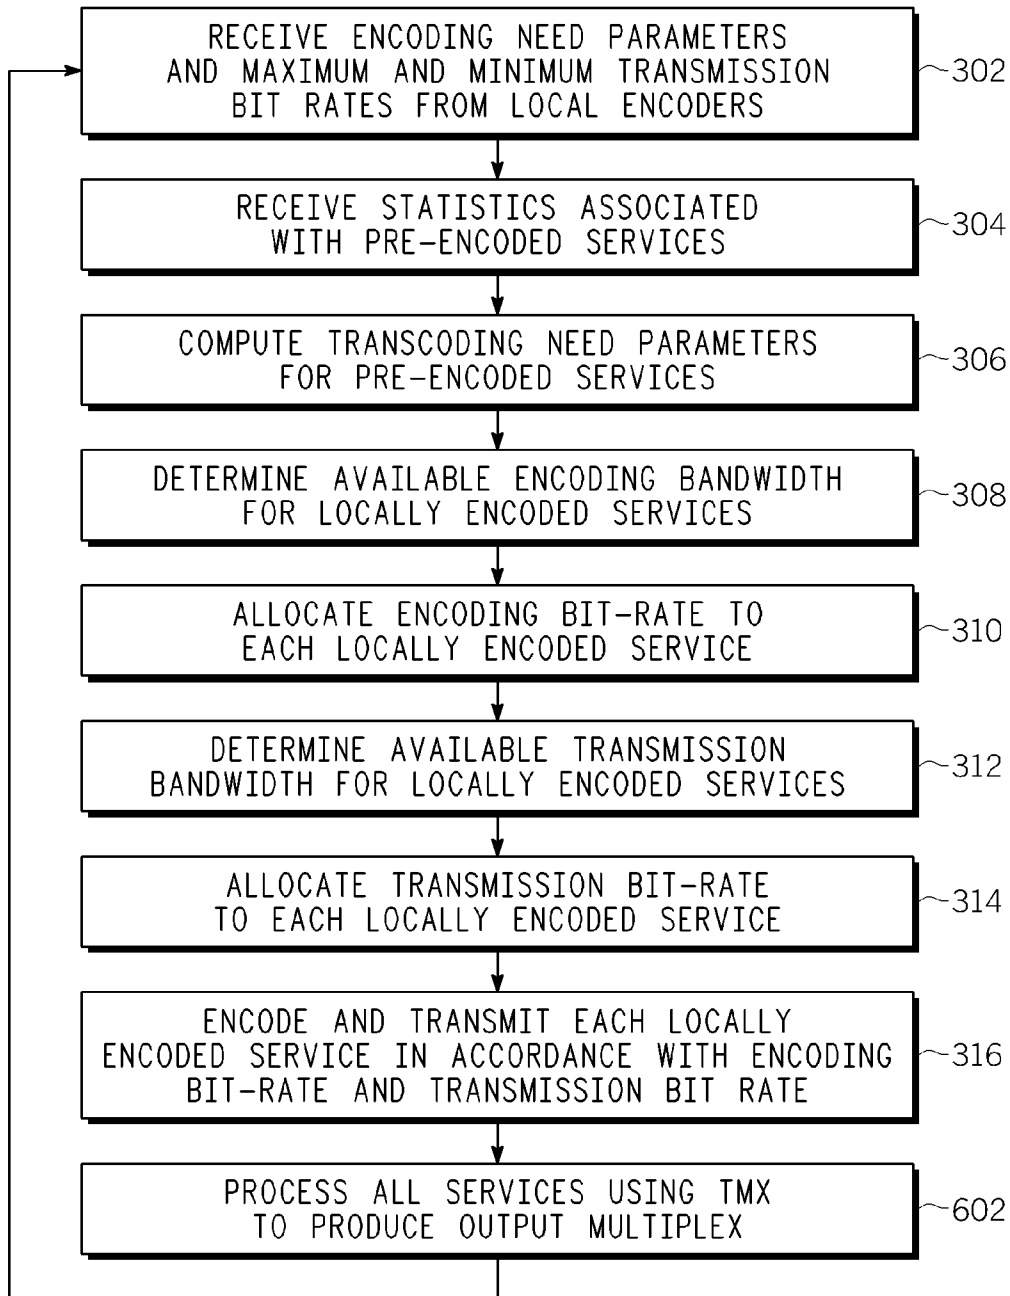 RECEIVE ENCODING NEED PARAMETERS
AND MAXIMUM AND MINIMUM TRANSMISSION
BIT RATES FROM LOCAL ENCODERS
302
RECEIVE STATISTICS ASSOCIATED
WITH PRE-ENCODED SERVICES
304
COMPUTE TRANSCODING NEED PARAMETERS
FOR PRE-ENCODED SERVICES
306
DETERMINE AVAILABLE ENCODING BANDWIDTH
FOR LOCALLY ENCODED SERVICES
308
ALLOCATE ENCODING BIT-RATE TO
EACH LOCALLY ENCODED SERVICE
310
DETERMINE AVAILABLE TRANSMISSION
BANDWIDTH FOR LOCALLY ENCODED SERVICES
312
ALLOCATE TRANSMISSION BIT-RATE
TO EACH LOCALLY ENCODED SERVICE
314
ENCODE AND TRANSMIT EACH LOCALLY
ENCODED SERVICE IN ACCORDANCE WITH ENCODING
BIT-RATE AND TRANSMISSION BIT RATE
316
PROCESS ALL SERVICES USING TMX
TO PRODUCE OUTPUT MULTIPLEX
602